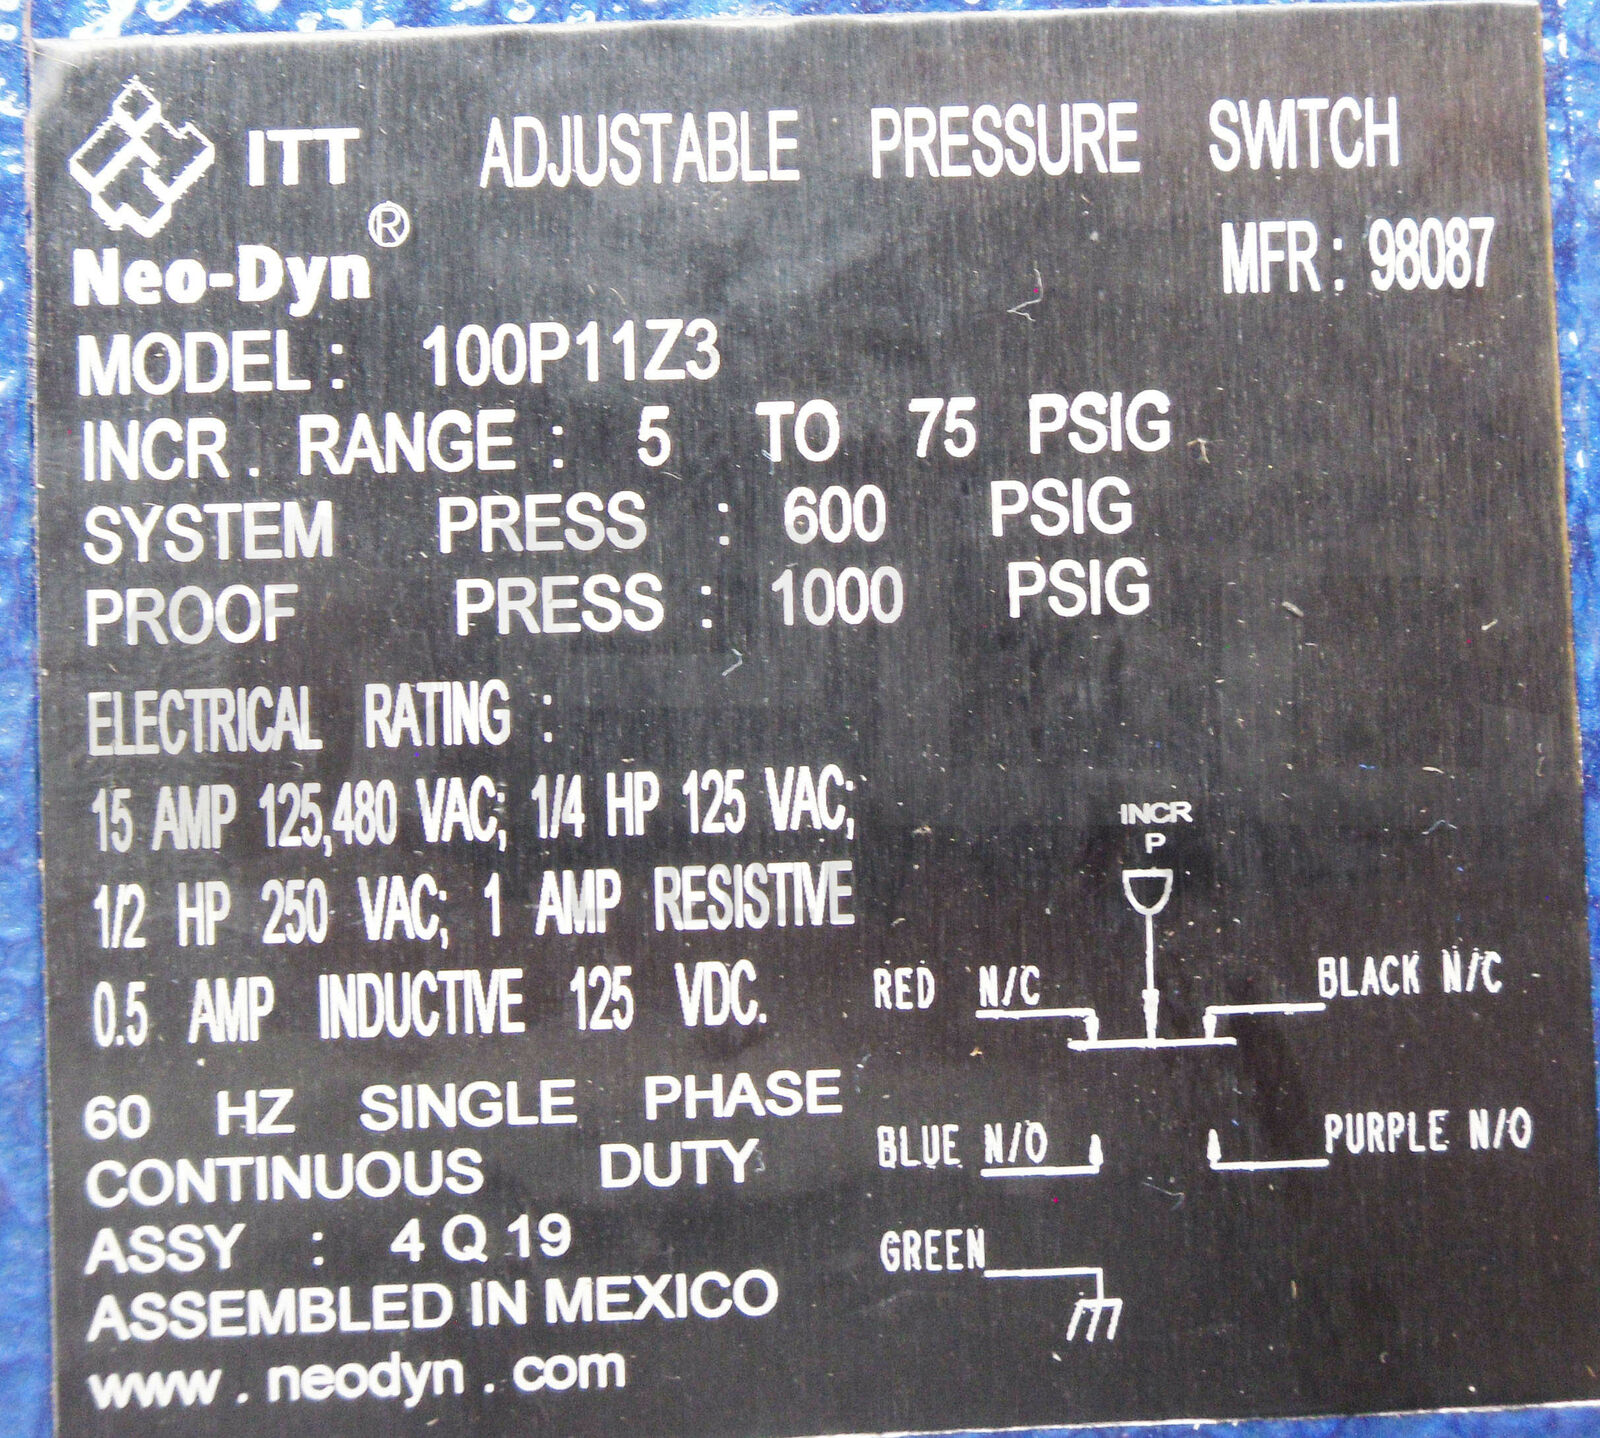 ITT ADJUSTABLE PRESSURE SWITCH
Neo-Dyn®
MFR: 98087
MODEL: 100P11Z3
INCR. RANGE: 5 TO 75 PSIG
SYSTEM PRESS: 600 PSIG
PROOF PRESS: 1000 PSIG
ELECTRICAL RATING:
15 AMP 125,480 VAC; 1/4 HP 125 VAC;
1/2 HP 250 VAC; 1 AMP RESISTIVE
0.5 AMP INDUCTIVE 125 VDC.
60 HZ SINGLE PHASE
CONTINUOUS DUTY
ASSY: 4Q19
ASSEMBLED IN MEXICO
www.neodyn.com
INCR
P
RED N/C
BLACK N/C
BLUE N/O
PURPLE N/O
GREEN